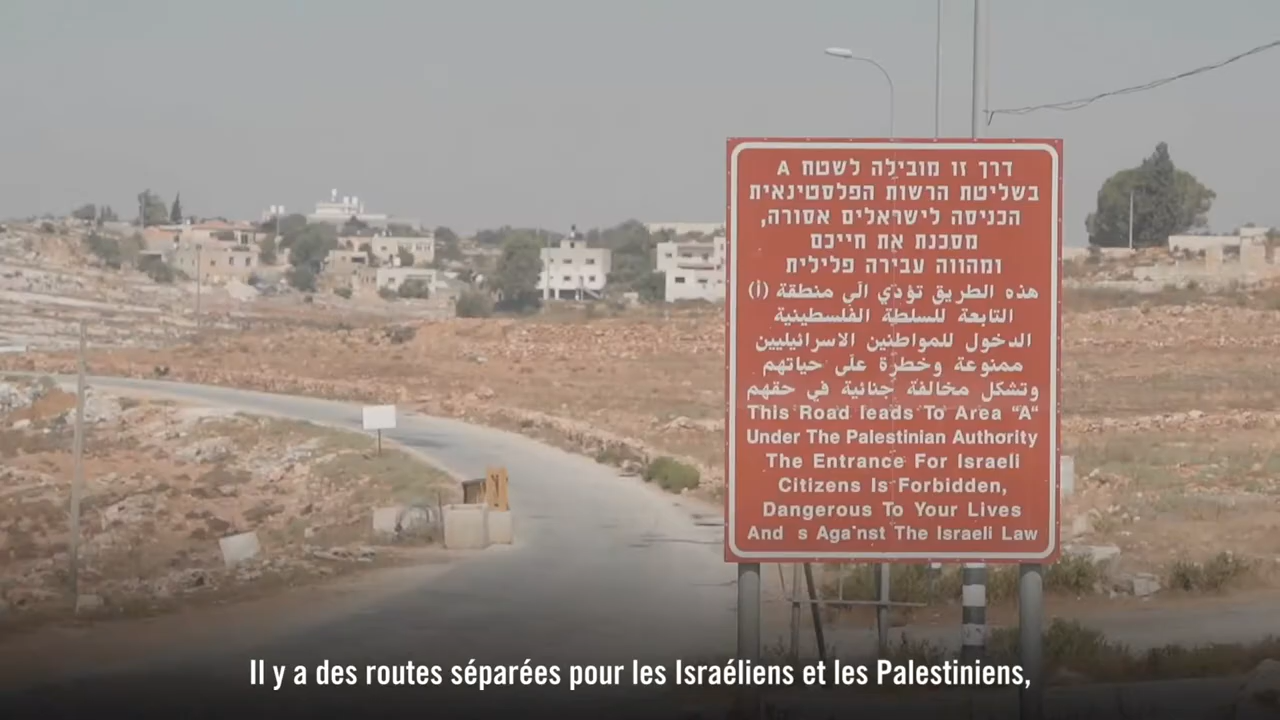 דרך זו מובילה לשטח A
בשליטת הרשות הפלסטינאית
הכניסה לישראלים אסורה,
מסכנת את חייכם
ומהווה עבירה פלילית
هذه الطريق تؤدي الى منطقة (أ)
التابعة للسلطة الفلسطينية
الدخول للمواطنين الاسرائيليين
ممنوعة وخطرة على حياتهم
وتشكل مخالفة جنائية في حقهم
This Road leads To Area "A"
Under The Palestinian Authority
The Entrance For Israeli
Citizens Is Forbidden,
Dangerous To Your Lives
And s Aga'nst The Israeli Law
Il y a des routes séparées pour les Israéliens et les Palestiniens,